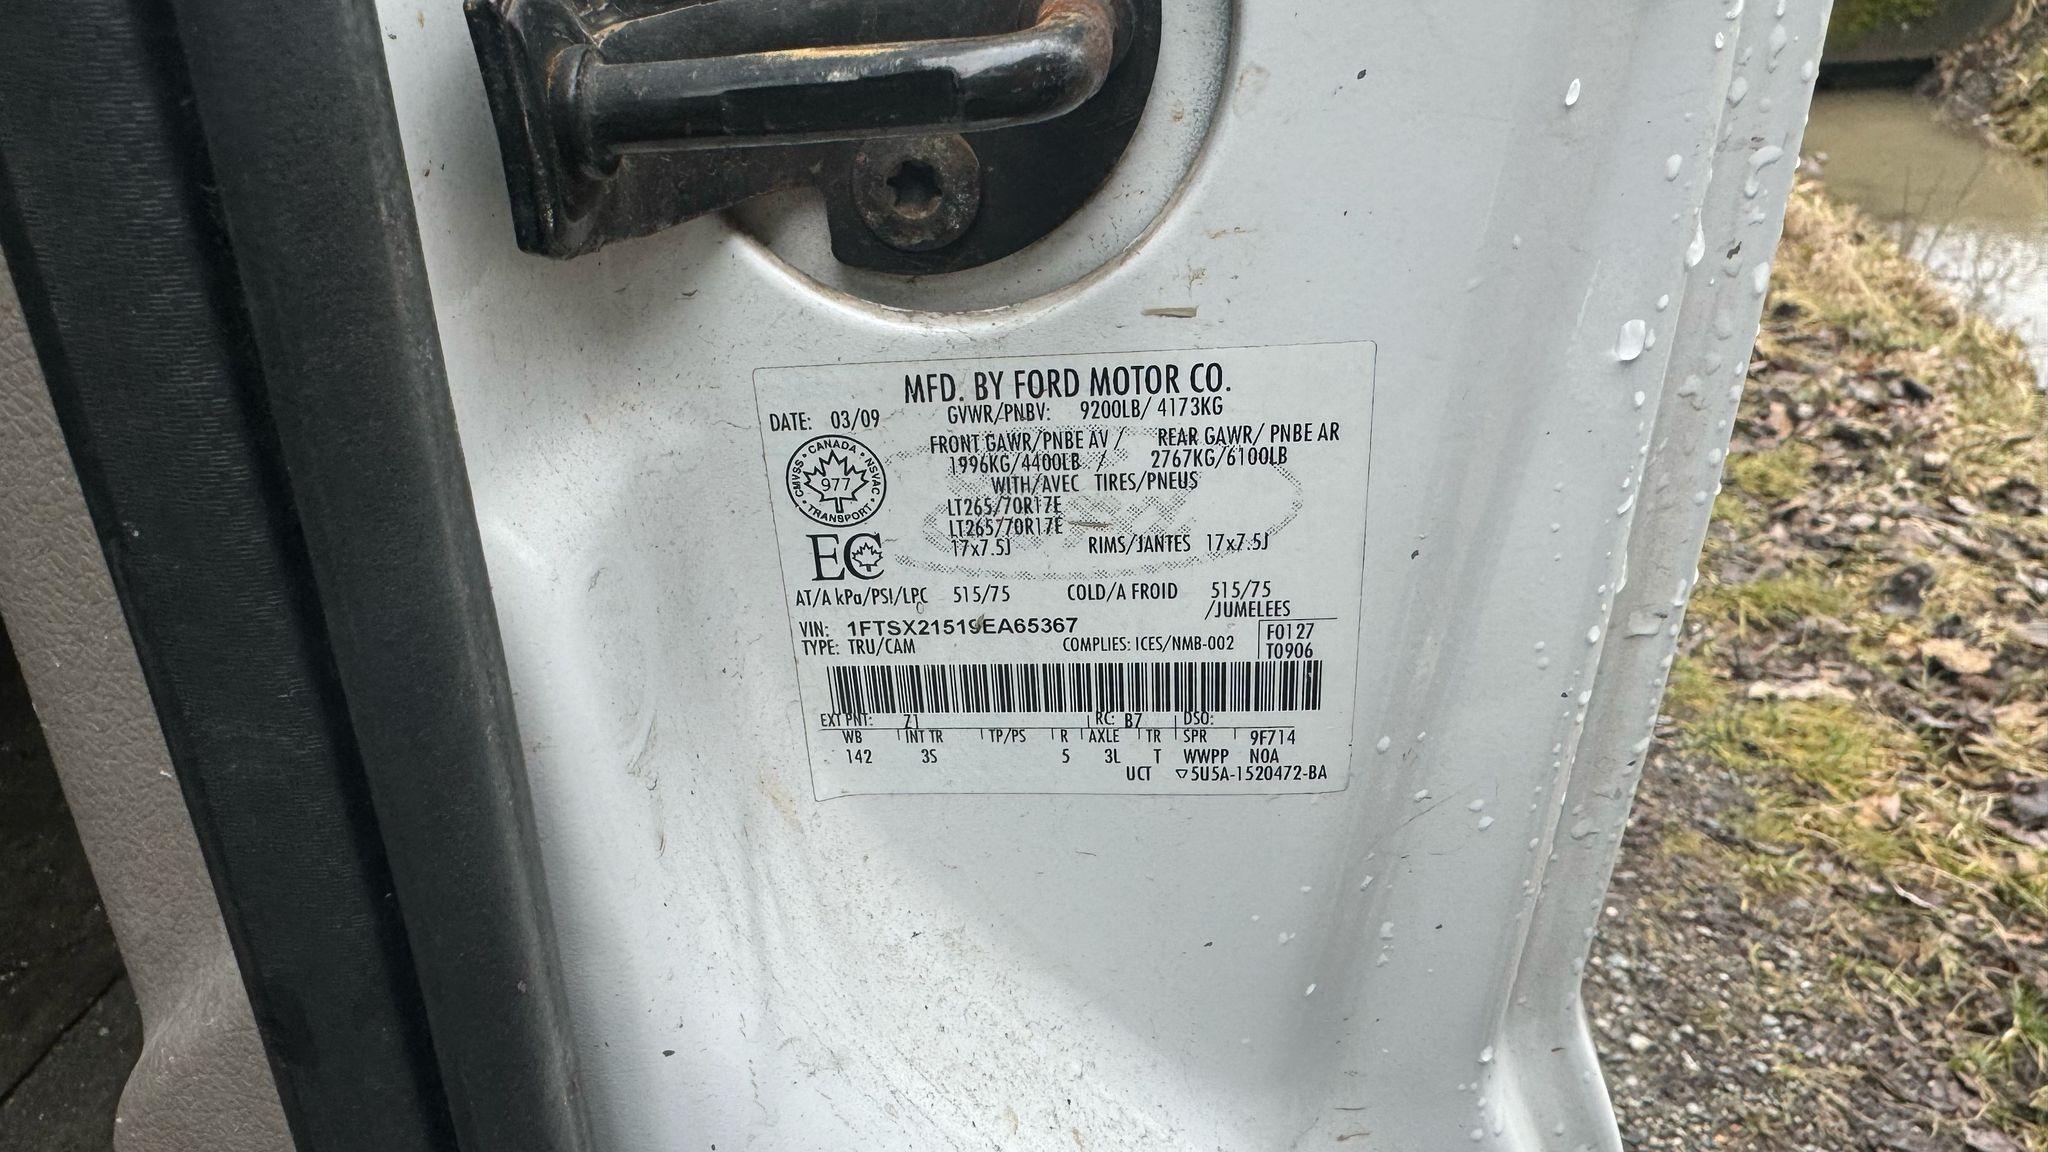 MFD. BY FORD MOTOR CO.
DATE: 03/09 GVWR/PNBV: 9200LB/ 4173KG
FRONT GAWR/PNBE AV / REAR GAWR/ PNBE AR
1996KG/4400LB / 2767KG/6100LB
WITH/AVEC TIRES/PNEUS
CANADA · NSVAC · TRANSPORT · CMVSS ·
977
LT265/70R17E
LT265/70R17E
17x7.5J RIMS/JANTES 17x7.5J
EC
AT/A kPa/PSI/LPC 515/75 COLD/A FROID 515/75
/JUMELEES
VIN: 1FTSX21519EA65367
TYPE: TRU/CAM COMPLIES: ICES/NMB-002
F0127
T0906
EXT PNT: Z1 RC: B7 DSO:
WB INT TR TP/PS R AXLE TR SPR 9F714
142 3S 5 3L T WWPP NOA
UCT ▽5U5A-1520472-BA